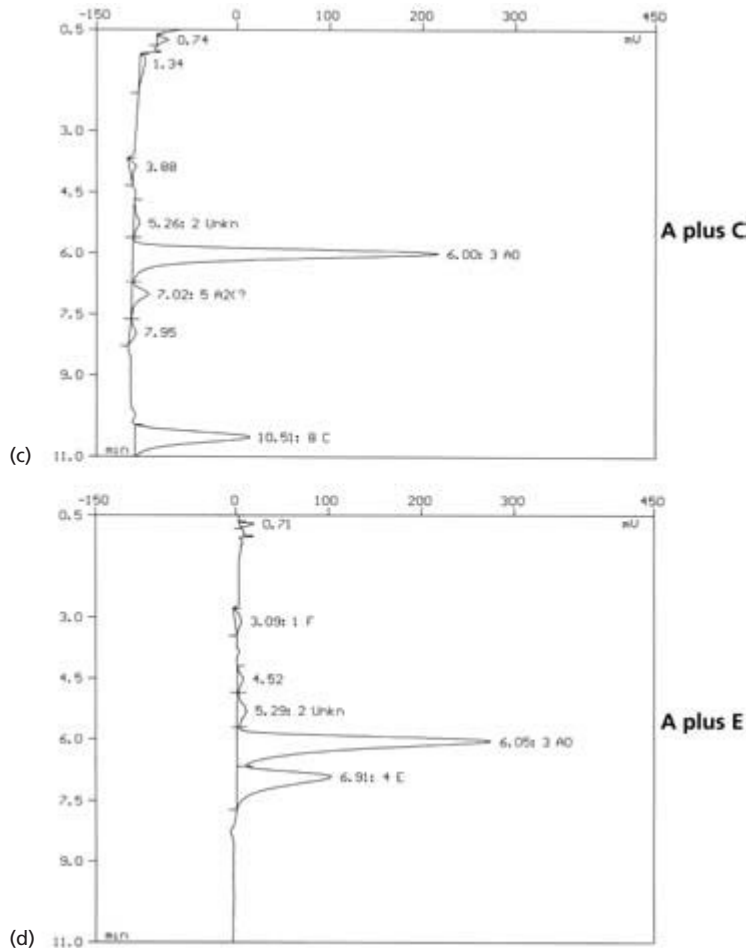 -150 0 100 200 300 450
0.5
mU
0.74
1.34
3.0
3.88
4.5
5.26: 2 Unkn
A plus C
6.0
6.00: 3 A0
7.02: 5 A2(?
7.5
7.95
9.0
10.51: 8 C
(c)
11.0
min
-150 0 100 200 300 450
0.5
mU
0.71
3.0
3.09: 1 F
4.5
4.52
5.29: 2 Unkn
A plus E
6.0
6.05: 3 A0
6.91: 4 E
7.5
9.0
(d)
11.0
min